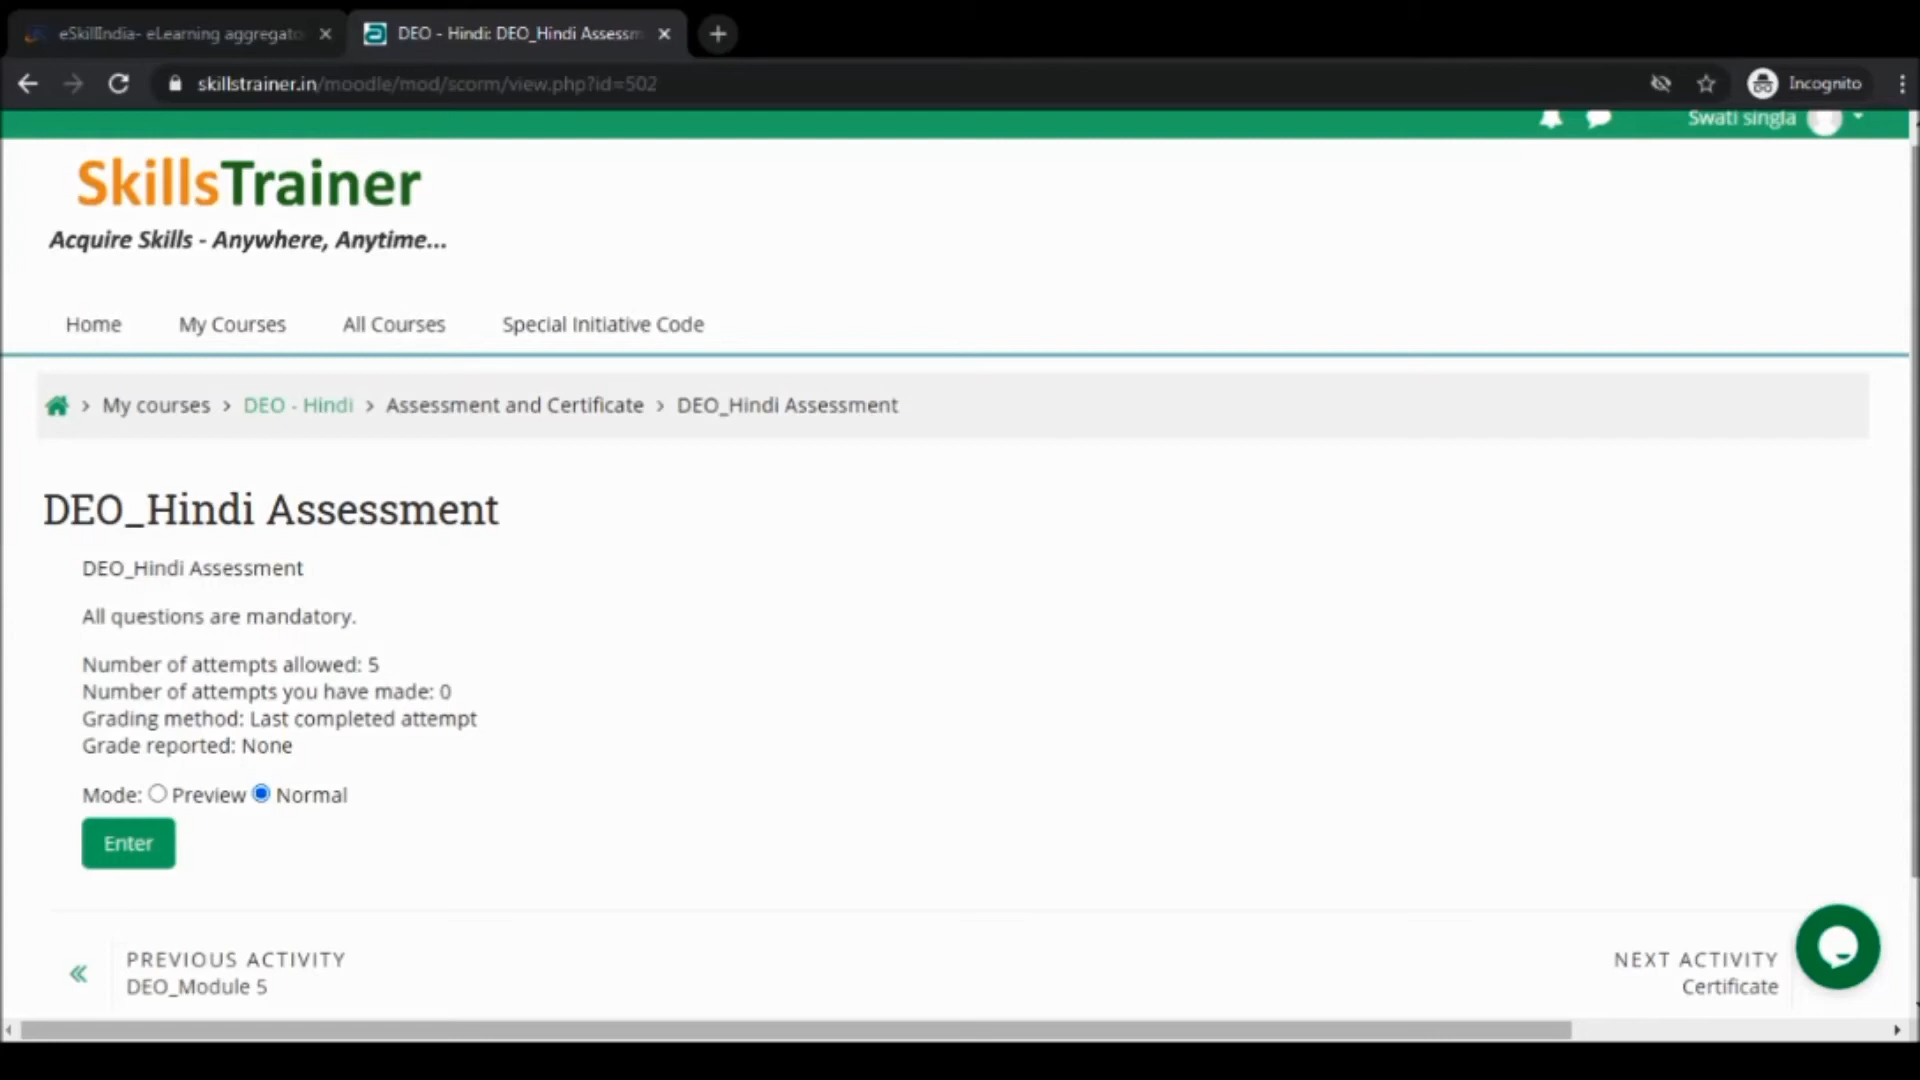 eSkillIndia- eLearning aggregato
DEO - Hindi: DEO_Hindi Assessm
skillstrainer.in/moodle/mod/scorm/view.php?id=502
Incognito
Swati singla
SkillsTrainer
Acquire Skills - Anywhere, Anytime...
Home My Courses All Courses Special Initiative Code
My courses > DEO - Hindi > Assessment and Certificate > DEO_Hindi Assessment
DEO_Hindi Assessment
DEO_Hindi Assessment
All questions are mandatory.
Number of attempts allowed: 5
Number of attempts you have made: 0
Grading method: Last completed attempt
Grade reported: None
Mode: Preview Normal
Enter
PREVIOUS ACTIVITY
DEO_Module 5
NEXT ACTIVITY
Certificate